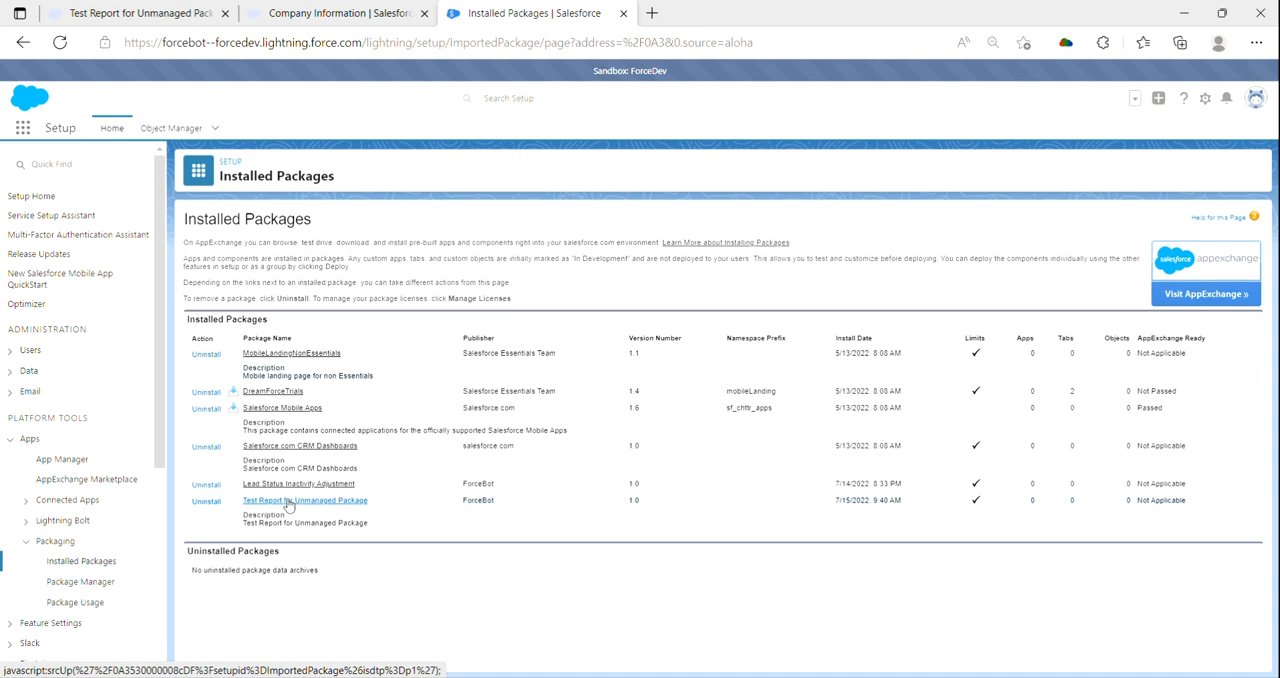 Test Report for Unmanaged Pack
Company Information | Salesforc
Installed Packages | Salesforce
https://forcebot--forcedev.lightning.force.com/lightning/setup/ImportedPackage/page?address=%2F0A3&0.source=aloha
Sandbox: ForceDev
Search Setup
Setup
Home
Object Manager
Quick Find
Setup Home
Service Setup Assistant
Multi-Factor Authentication Assistant
Release Updates
New Salesforce Mobile App
QuickStart
Optimizer
ADMINISTRATION
Users
Data
Email
PLATFORM TOOLS
Apps
App Manager
AppExchange Marketplace
Connected Apps
Lightning Bolt
Packaging
Installed Packages
Package Manager
Package Usage
Feature Settings
Slack
SETUP
Installed Packages
Installed Packages
Help for this Page
On AppExchange you can browse test drive download and install pre-built apps and components right into your salesforce com environment Learn More about Installing Packages
Apps and components are installed in packages Any custom apps tabs and custom objects are initially marked as "In Development" and are not deployed to your users This allows you to test and customize before deploying You can deploy the components individually using the other
features in setup or as a group by clicking Deploy
Depending on the links next to an installed package you can take different actions from this page
To remove a package click Uninstall To manage your package licenses click Manage Licenses
salesforce appexchange
Visit AppExchange »
Installed Packages
Action Package Name Publisher Version Number Namespace Prefix Install Date Limits Apps Tabs Objects AppExchange Ready
Uninstall MobileLandingNonEssentials Salesforce Essentials Team 1.1 5/13/2022 8:08 AM ✓ 0 0 0 Not Applicable
Description
Mobile landing page for non Essentials
Uninstall DreamForceTrials Salesforce Essentials Team 1.4 mobileLanding 5/13/2022 8:08 AM ✓ 0 2 0 Not Passed
Uninstall Salesforce Mobile Apps Salesforce.com 1.6 sf_chttr_apps 5/13/2022 8:08 AM 0 0 0 Passed
Description
This package contains connected applications for the officially supported Salesforce Mobile Apps
Uninstall Salesforce com CRM Dashboards salesforce com 1.0 5/13/2022 8:08 AM ✓ 0 0 0 Not Applicable
Description
Salesforce com CRM Dashboards
Uninstall Lead Status Inactivity Adjustment ForceBot 1.0 7/14/2022 8:33 PM ✓ 0 0 0 Not Applicable
Uninstall Test Report for Unmanaged Package ForceBot 1.0 7/15/2022 9:40 AM ✓ 0 0 0 Not Applicable
Description
Test Report for Unmanaged Package
Uninstalled Packages
No uninstalled package data archives
javascript:srcUp(%27%2F0A3530000008cDF%3Fsetupid%3DImportedPackage%26isdtp%3Dp1%27);